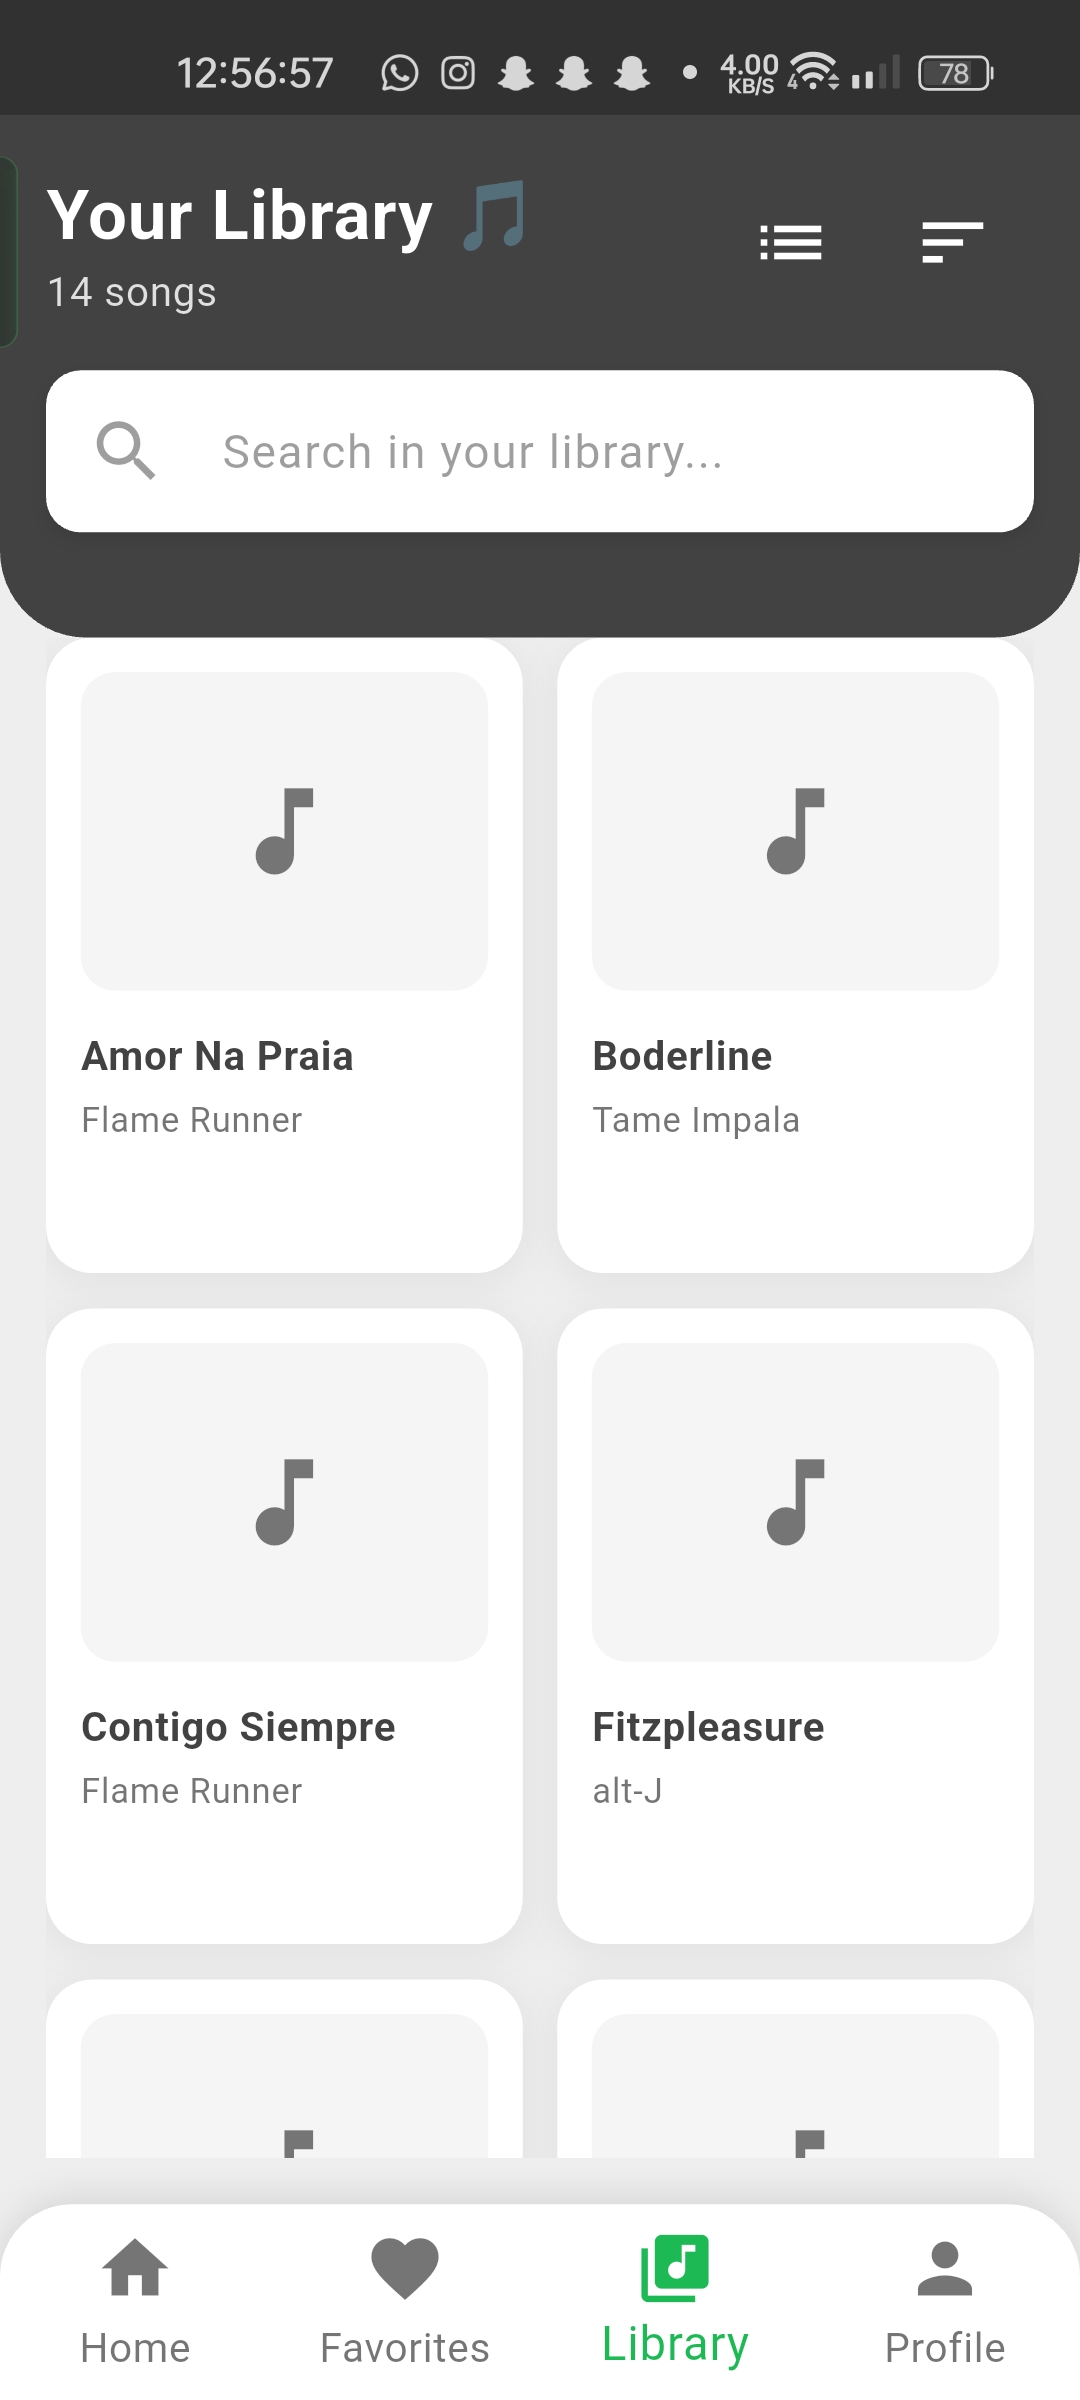 12:56:57 4.00 KB/S 4 78
Your Library 🎵
14 songs
Search in your library...
Amor Na Praia
Flame Runner
Boderline
Tame Impala
Contigo Siempre
Flame Runner
Fitzpleasure
alt-J
Home Favorites Library Profile